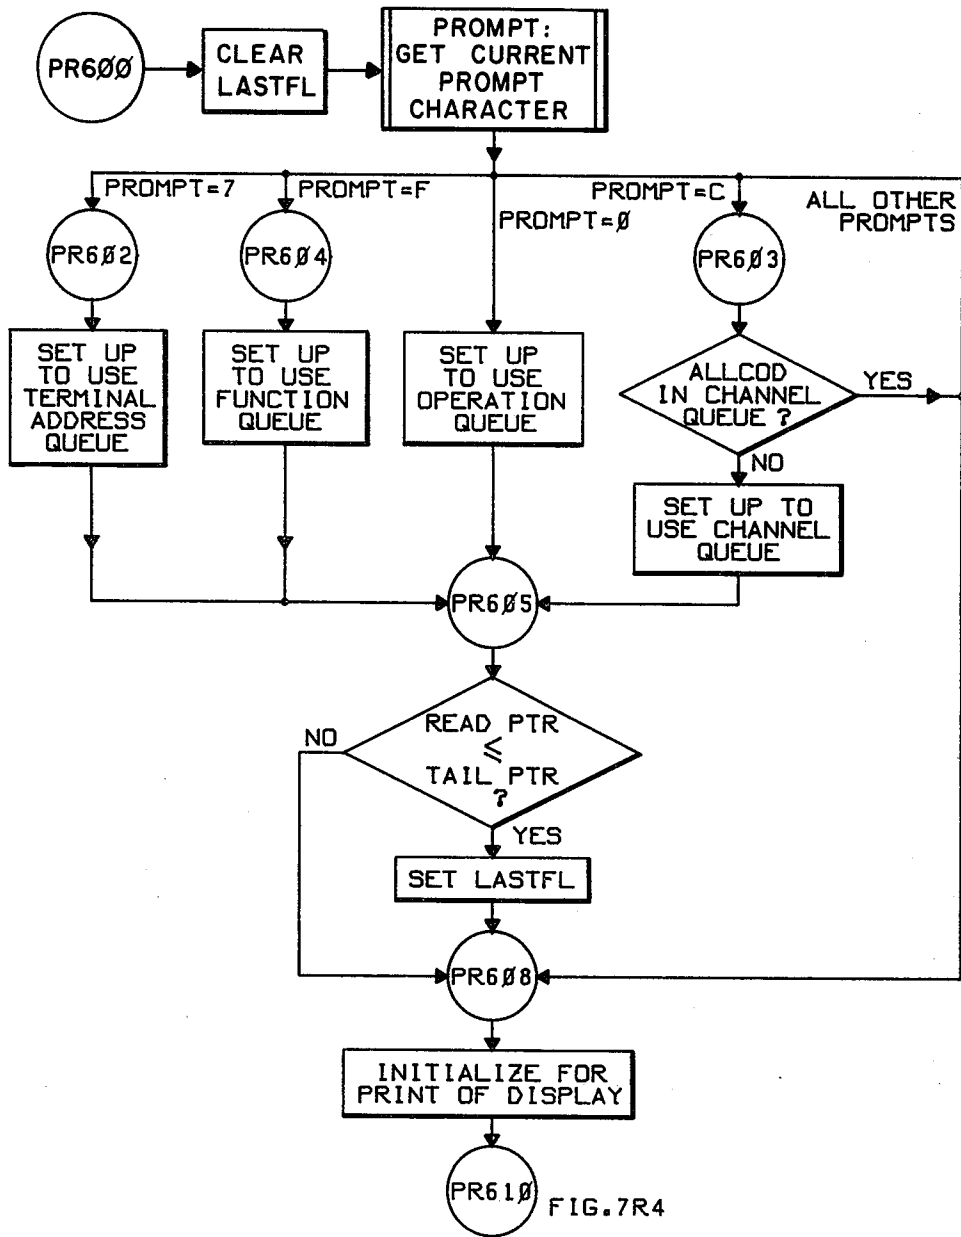 PR6ØØ
CLEAR
LASTFL
PROMPT:
GET CURRENT
PROMPT
CHARACTER
PROMPT=7
PROMPT=F
PROMPT=Ø
PROMPT=C
ALL OTHER
PROMPTS
PR6Ø2
PR6Ø4
PR6Ø3
SET UP
TO USE
TERMINAL
ADDRESS
QUEUE
SET UP
TO USE
FUNCTION
QUEUE
SET UP
TO USE
OPERATION
QUEUE
ALLCOD
IN CHANNEL
QUEUE ?
YES
NO
SET UP TO
USE CHANNEL
QUEUE
PR6Ø5
READ PTR
≤
TAIL PTR
?
NO
YES
SET LASTFL
PR6Ø8
INITIALIZE FOR
PRINT OF DISPLAY
PR61Ø
FIG.7R4